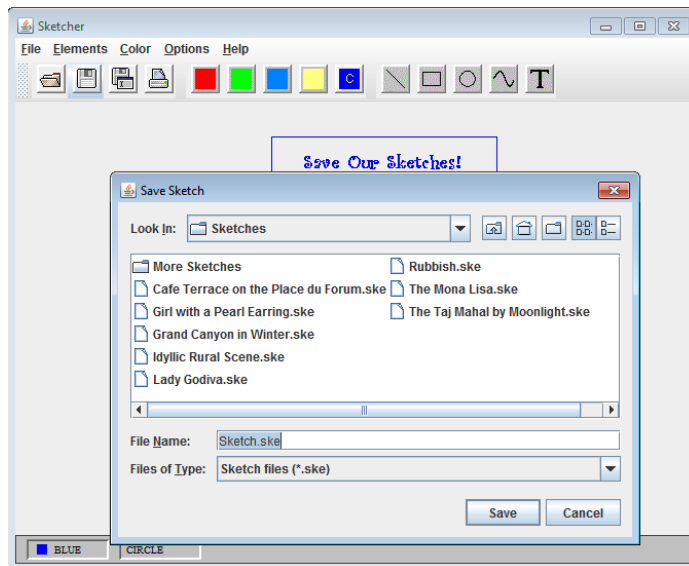 Sketcher
File Elements Color Options Help
C T
Save Our Sketches!
Save Sketch
Look In: Sketches
More Sketches
Cafe Terrace on the Place du Forum.ske
Girl with a Pearl Earring.ske
Grand Canyon in Winter.ske
Idyllic Rural Scene.ske
Lady Godiva.ske
Rubbish.ske
The Mona Lisa.ske
The Taj Mahal by Moonlight.ske
File Name: Sketch.ske
Files of Type: Sketch files (*.ske)
Save Cancel
BLUE CIRCLE